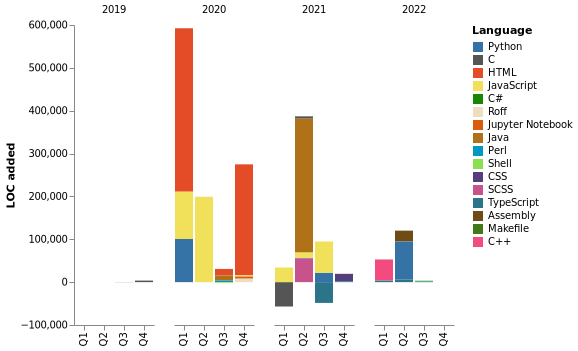 2019 2020 2021 2022
LOC added
600,000
500,000
400,000
300,000
200,000
100,000
0
−100,000
Q1 Q2 Q3 Q4 Q1 Q2 Q3 Q4 Q1 Q2 Q3 Q4 Q1 Q2 Q3 Q4
Language
Python
C
HTML
JavaScript
C#
Roff
Jupyter Notebook
Java
Perl
Shell
CSS
SCSS
TypeScript
Assembly
Makefile
C++